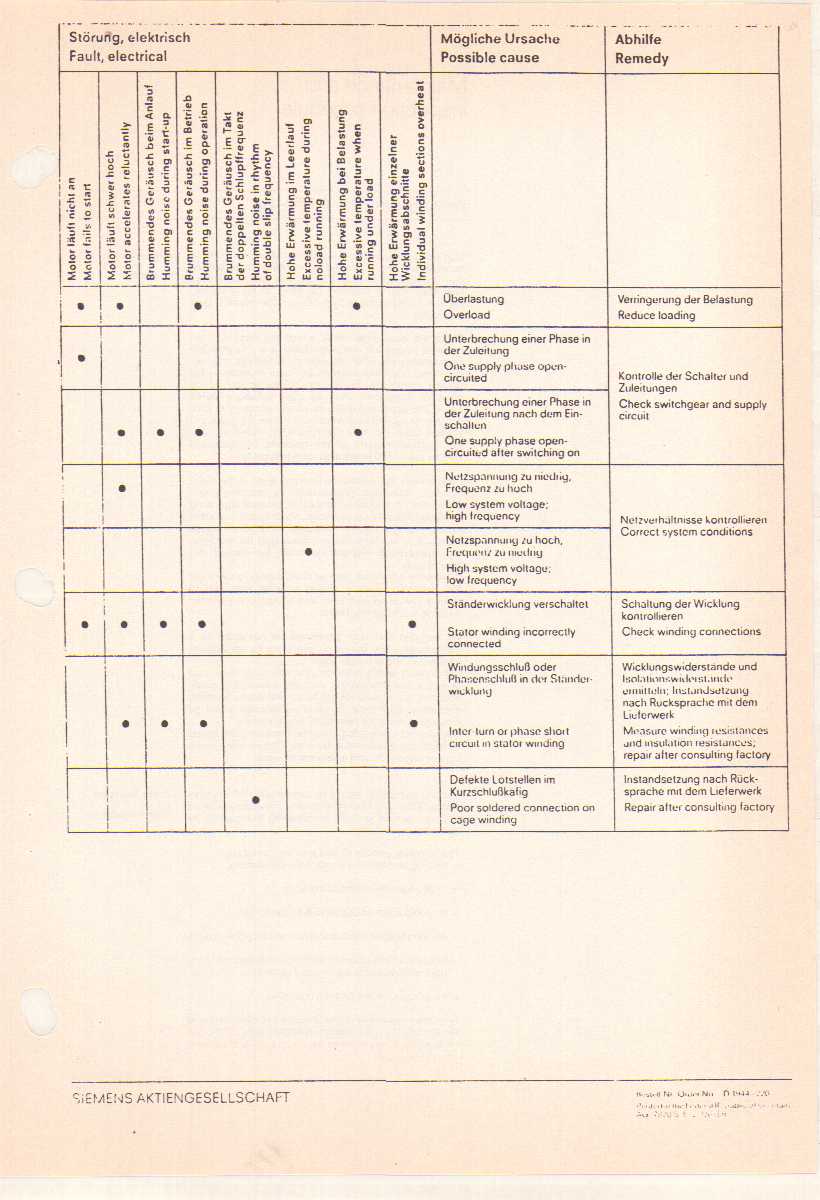 Störung, elektrisch
Fault, electrical
Mögliche Ursache
Possible cause
Abhilfe
Remedy
Motor läuft nicht an
Motor fails to start
Motor läuft schwer hoch
Motor accelerates reluctantly
Brummendes Geräusch beim Anlauf
Humming noise during start-up
Brummendes Geräusch im Betrieb
Humming noise during operation
Brummendes Geräusch im Takt
der doppelten Schlupffrequenz
Humming noise in rhythm
of double slip frequency
Hohe Erwärmung im Leerlauf
Excessive temperature during
noload running
Hohe Erwärmung bei Belastung
Excessive temperature when
running under load
Hohe Erwärmung einzelner
Wicklungsabschnitte
Individual winding sections overheat
Überlastung
Overload
Verringerung der Belastung
Reduce loading
Unterbrechung einer Phase in
der Zuleitung
One supply phase open-
circuited
Kontrolle der Schalter und
Zuleitungen
Check switchgear and supply
circuit
Unterbrechung einer Phase in
der Zuleitung nach dem Ein-
schalten
One supply phase open-
circuited after switching on
Netzspannung zu niedrig,
Frequenz zu hoch
Low system voltage;
high frequency
Netzverhältnisse kontrollieren
Correct system conditions
Netzspannung zu hoch,
Frequenz zu niedrig
High system voltage;
low frequency
Ständerwicklung verschaltet
Stator winding incorrectly
connected
Schaltung der Wicklung
kontrollieren
Check winding connections
Windungsschluß oder
Phasenschluß in der Ständer-
wicklung
Inter-turn or phase short
circuit in stator winding
Wicklungswiderstände und
Isolationswiderstände
ermitteln; Instandsetzung
nach Rücksprache mit dem
Lieferwerk
Measure winding resistances
and insulation resistances;
repair after consulting factory
Defekte Lotstellen im
Kurzschlußkäfig
Poor soldered connection on
cage winding
Instandsetzung nach Rück-
sprache mit dem Lieferwerk
Repair after consulting factory
SIEMENS AKTIENGESELLSCHAFT
Bestell-Nr. Order No. D 1944-220